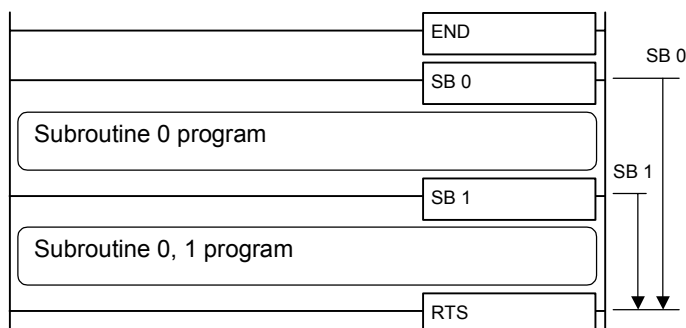 END
SB 0
SB 0
Subroutine 0 program
SB 1
SB 1
Subroutine 0, 1 program
RTS